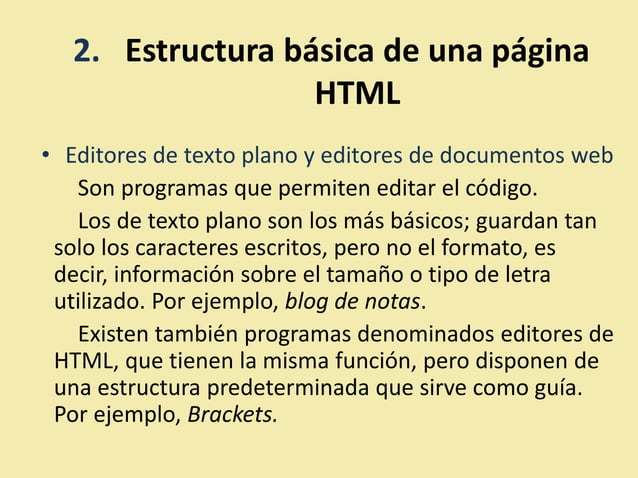 2. Estructura básica de una página
HTML
• Editores de texto plano y editores de documentos web
Son programas que permiten editar el código.
Los de texto plano son los más básicos; guardan tan
solo los caracteres escritos, pero no el formato, es
decir, información sobre el tamaño o tipo de letra
utilizado. Por ejemplo, blog de notas.
Existen también programas denominados editores de
HTML, que tienen la misma función, pero disponen de
una estructura predeterminada que sirve como guía.
Por ejemplo, Brackets.